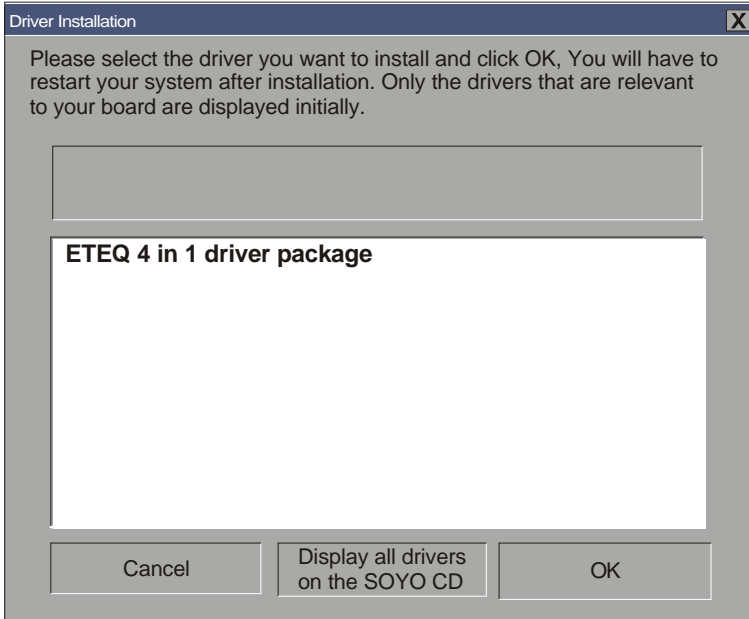 Driver Installation
X
Please select the driver you want to install and click OK, You will have to
restart your system after installation. Only the drivers that are relevant
to your board are displayed initially.
ETEQ 4 in 1 driver package
Cancel
Display all drivers
on the SOYO CD
OK